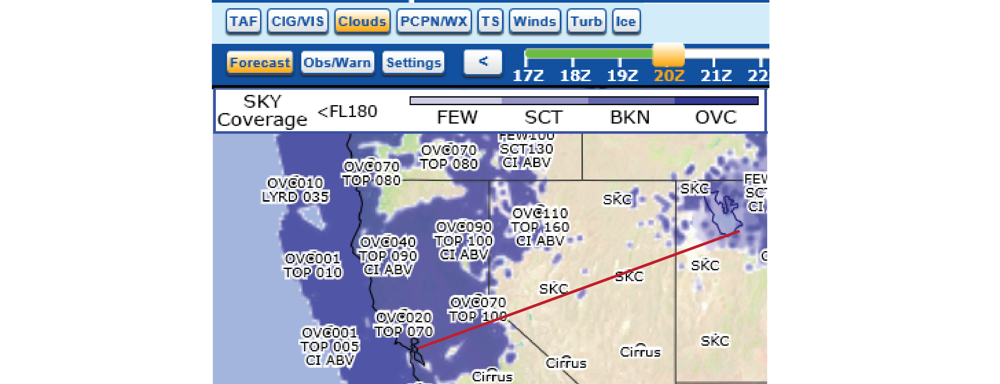 TAF CIG/VIS Clouds PCPN/WX TS Winds Turb Ice
Forecast Obs/Warn Settings <
17Z 18Z 19Z 20Z 21Z 22
SKY
Coverage
<FL180
FEW SCT BKN OVC
FEW100
SCT130
CI ABV
OVC070
TOP 080
OVC070
TOP 080
OVC010
LYRD 035
SKC
SKC
OVC110
TOP 160
CI ABV
OVC090
TOP 100
CI ABV
OVC040
TOP 090
CI ABV
OVC001
TOP 010
SKC
SKC
SKC
OVC070
TOP 100
OVC020
TOP 070
OVC001
TOP 005
CI ABV
SKC
Cirrus
Cirrus
Cirrus